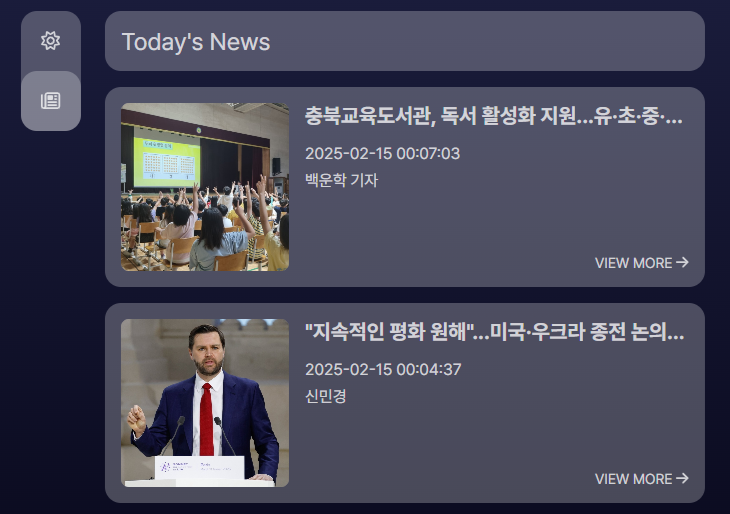 Today's News
충북교육도서관, 독서 활성화 지원...유·초·중·...
2025-02-15 00:07:03
백운학 기자
VIEW MORE →
"지속적인 평화 원해"...미국·우크라 종전 논의...
2025-02-15 00:04:37
신민경
VIEW MORE →